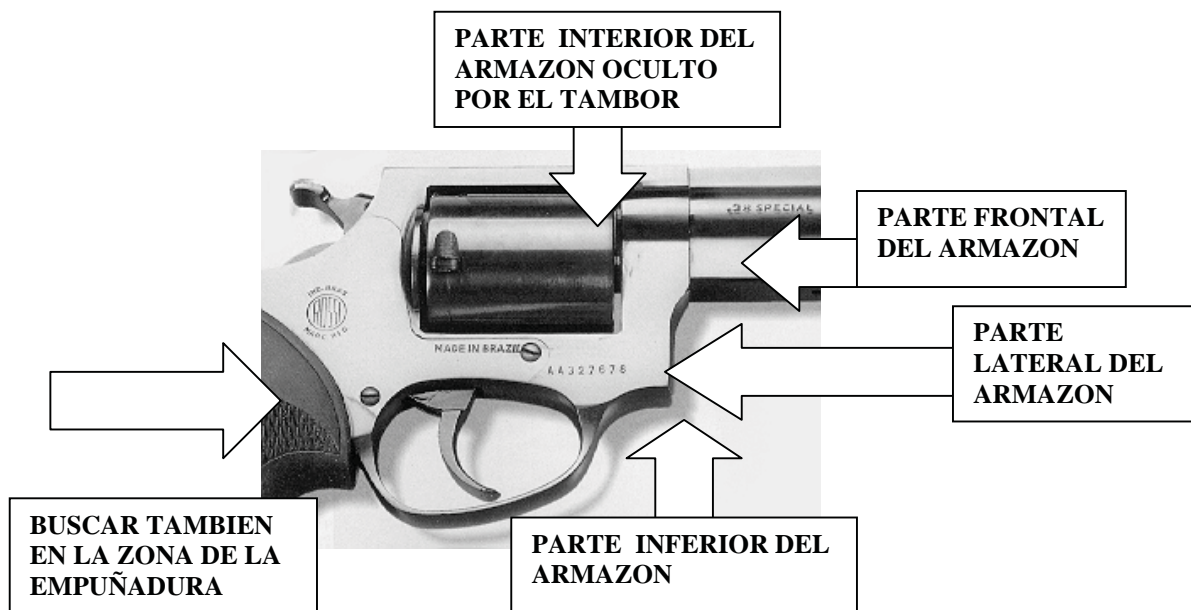 PARTE INTERIOR DEL
ARMAZON OCULTO
POR EL TAMBOR
.38 SPECIAL
PARTE FRONTAL
DEL ARMAZON
ROSSI
MADE IN BRAZIL
AA327678
PARTE
LATERAL DEL
ARMAZON
BUSCAR TAMBIEN
EN LA ZONA DE LA
EMPUÑADURA
PARTE INFERIOR DEL
ARMAZON